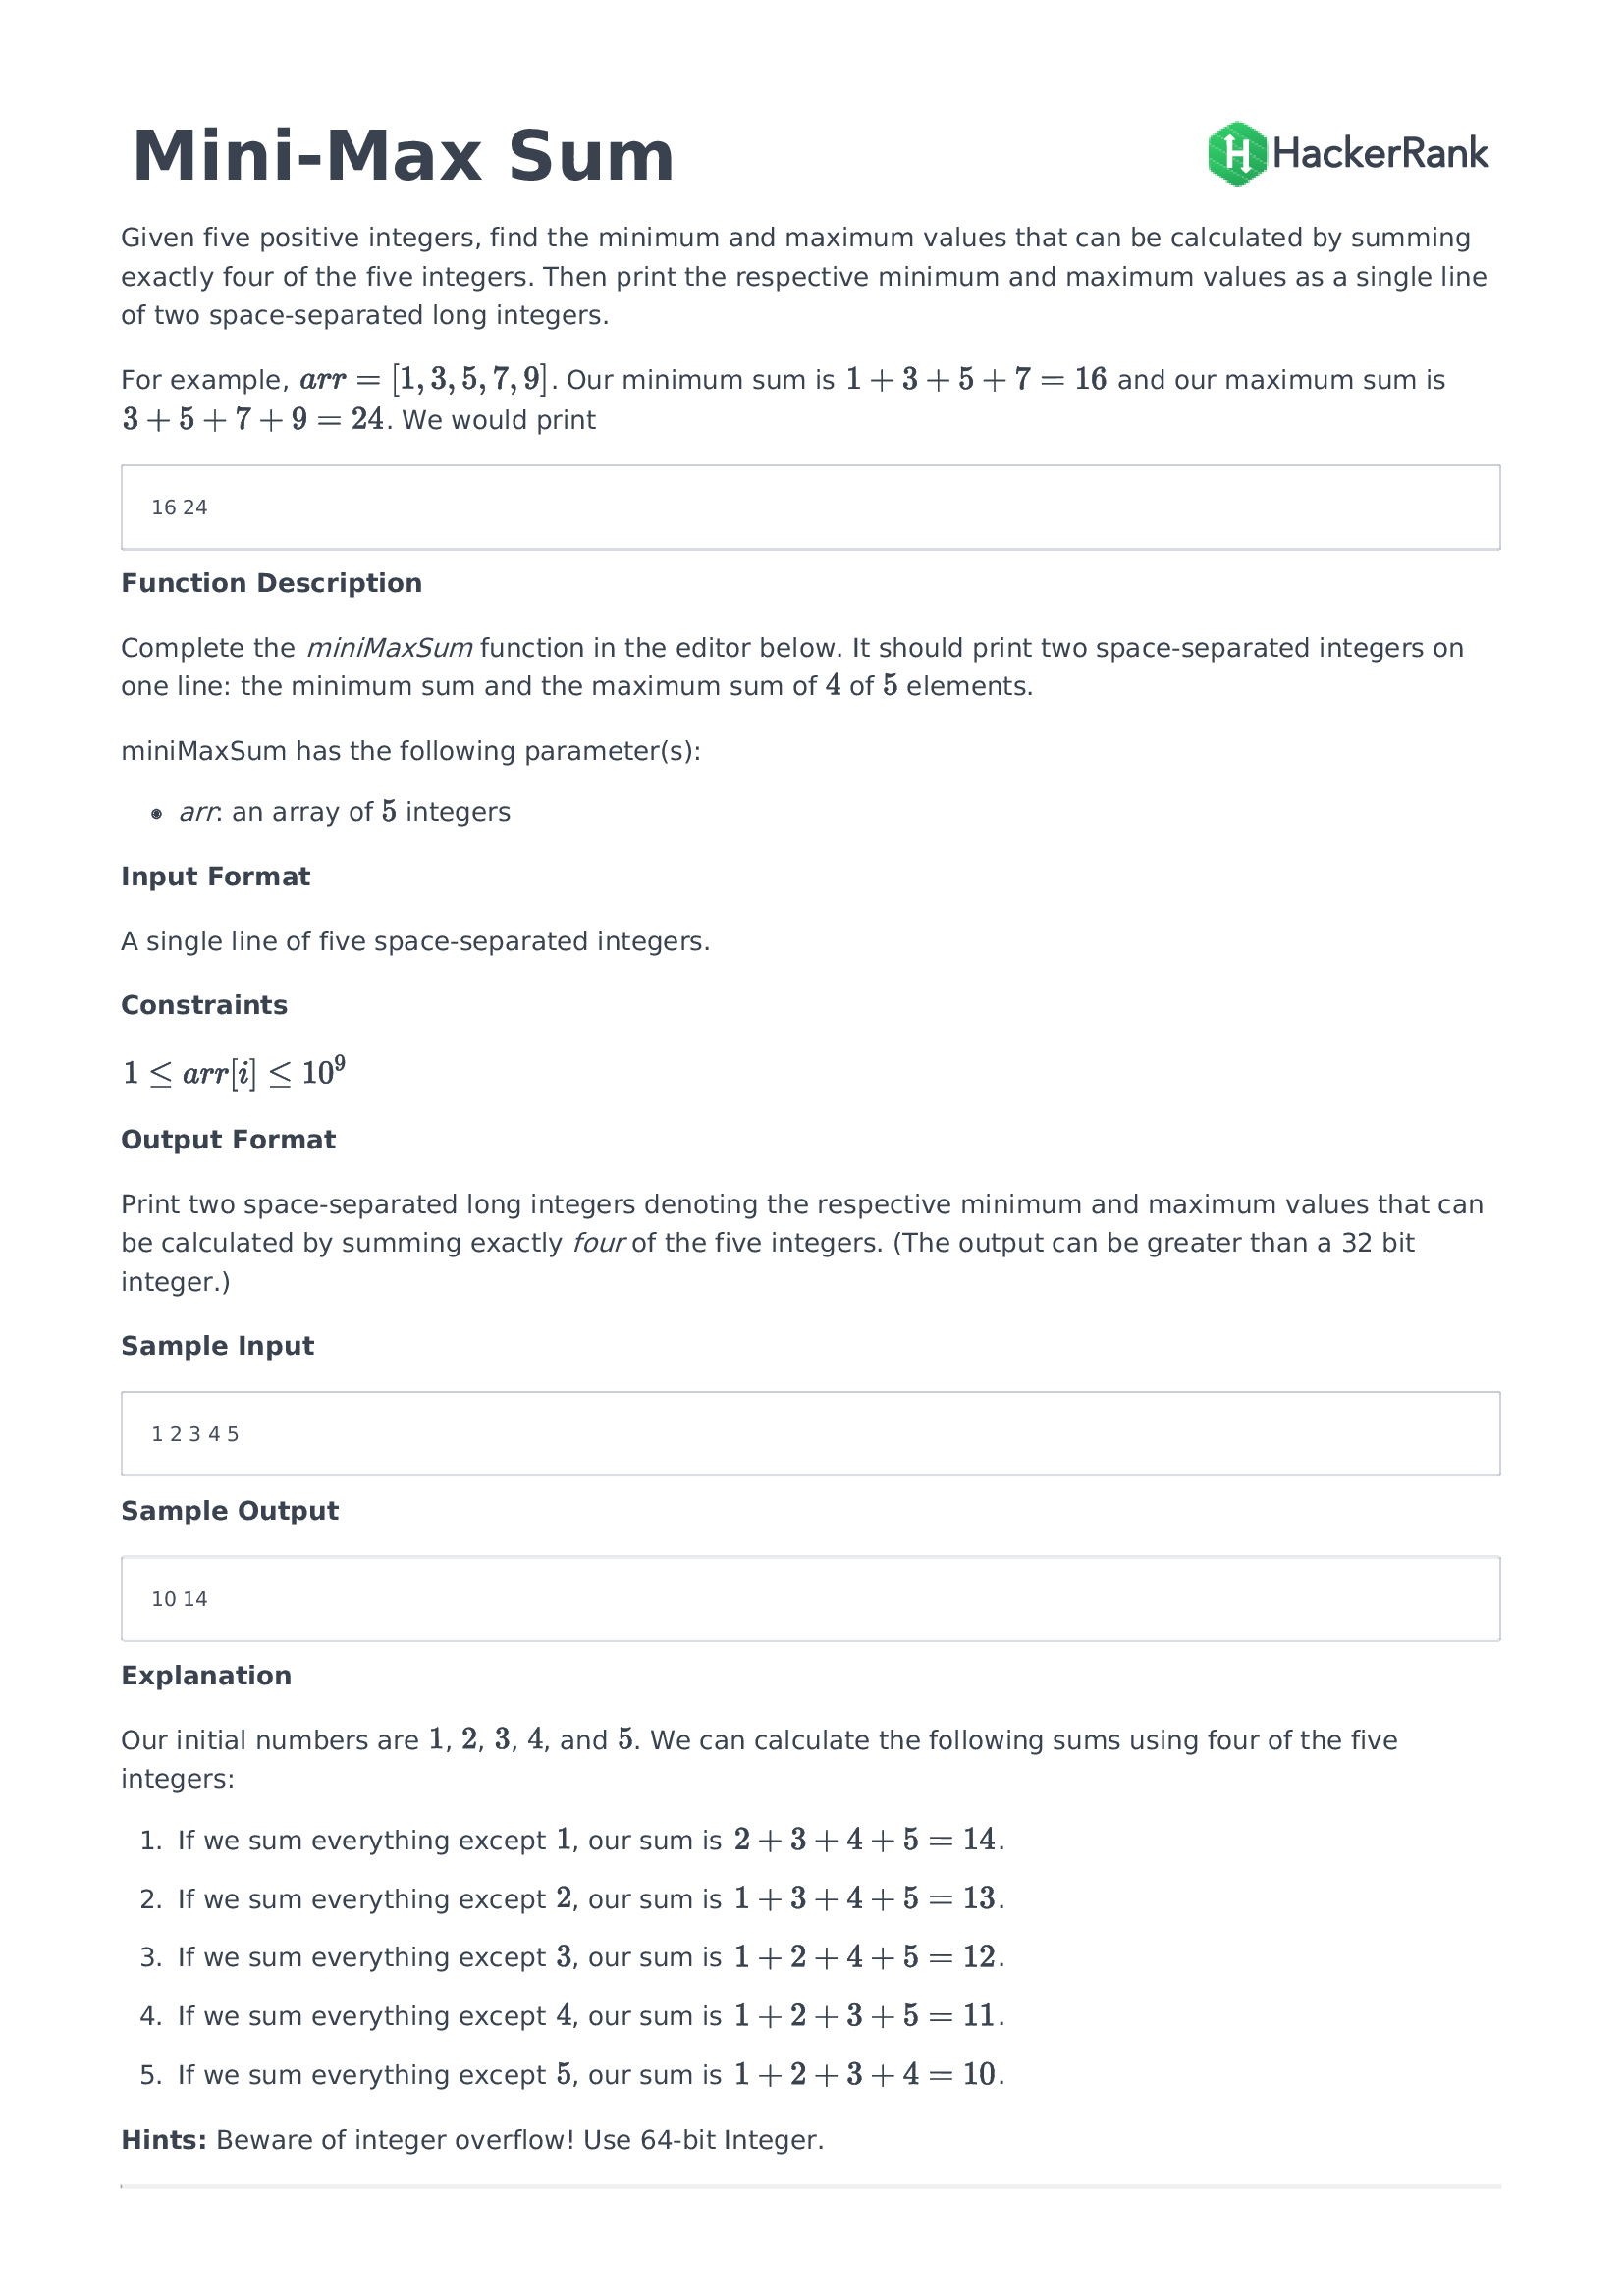 Mini-Max Sum
HackerRank
Given five positive integers, find the minimum and maximum values that can be calculated by summing
exactly four of the five integers. Then print the respective minimum and maximum values as a single line
of two space-separated long integers.
For example, arr = [1, 3, 5, 7, 9]. Our minimum sum is 1 + 3 + 5 + 7 = 16 and our maximum sum is
3 + 5 + 7 + 9 = 24. We would print
16 24
Function Description
Complete the miniMaxSum function in the editor below. It should print two space-separated integers on
one line: the minimum sum and the maximum sum of 4 of 5 elements.
miniMaxSum has the following parameter(s):
• arr: an array of 5 integers
Input Format
A single line of five space-separated integers.
Constraints
1 ≤ arr[i] ≤ 10⁹
Output Format
Print two space-separated long integers denoting the respective minimum and maximum values that can
be calculated by summing exactly four of the five integers. (The output can be greater than a 32 bit
integer.)
Sample Input
1 2 3 4 5
Sample Output
10 14
Explanation
Our initial numbers are 1, 2, 3, 4, and 5. We can calculate the following sums using four of the five
integers:
1. If we sum everything except 1, our sum is 2 + 3 + 4 + 5 = 14.
2. If we sum everything except 2, our sum is 1 + 3 + 4 + 5 = 13.
3. If we sum everything except 3, our sum is 1 + 2 + 4 + 5 = 12.
4. If we sum everything except 4, our sum is 1 + 2 + 3 + 5 = 11.
5. If we sum everything except 5, our sum is 1 + 2 + 3 + 4 = 10.
Hints: Beware of integer overflow! Use 64-bit Integer.